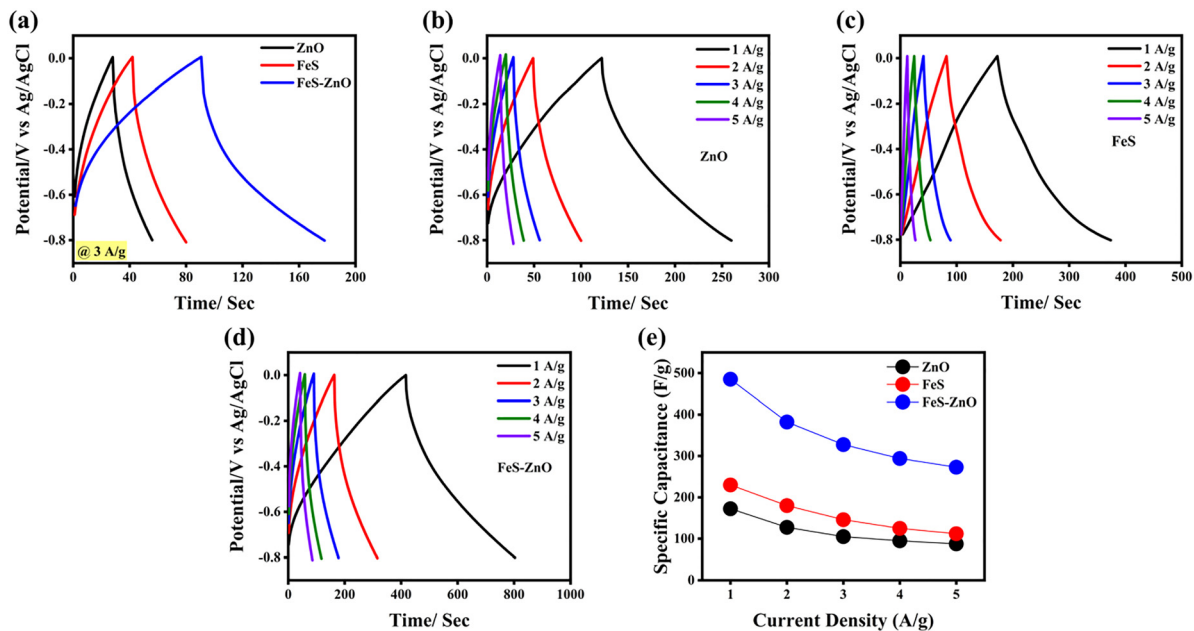 (a)
ZnO
FeS
FeS-ZnO
0.0
-0.2
-0.4
-0.6
-0.8
Potential/V vs Ag/AgCl
@ 3 A/g
0 40 80 120 160 200
Time/ Sec
(b)
1 A/g
2 A/g
3 A/g
4 A/g
5 A/g
ZnO
0.0
-0.2
-0.4
-0.6
-0.8
Potential/V vs Ag/AgCl
0 50 100 150 200 250 300
Time/ Sec
(c)
1 A/g
2 A/g
3 A/g
4 A/g
5 A/g
FeS
0.0
-0.2
-0.4
-0.6
-0.8
Potential/V vs Ag/AgCl
0 100 200 300 400 500
Time/ Sec
(d)
1 A/g
2 A/g
3 A/g
4 A/g
5 A/g
FeS-ZnO
0.0
-0.2
-0.4
-0.6
-0.8
Potential/V vs Ag/AgCl
0 200 400 600 800 1000
Time/ Sec
(e)
ZnO
FeS
FeS-ZnO
500
400
300
200
100
0
Specific Capacitance (F/g)
1 2 3 4 5
Current Density (A/g)